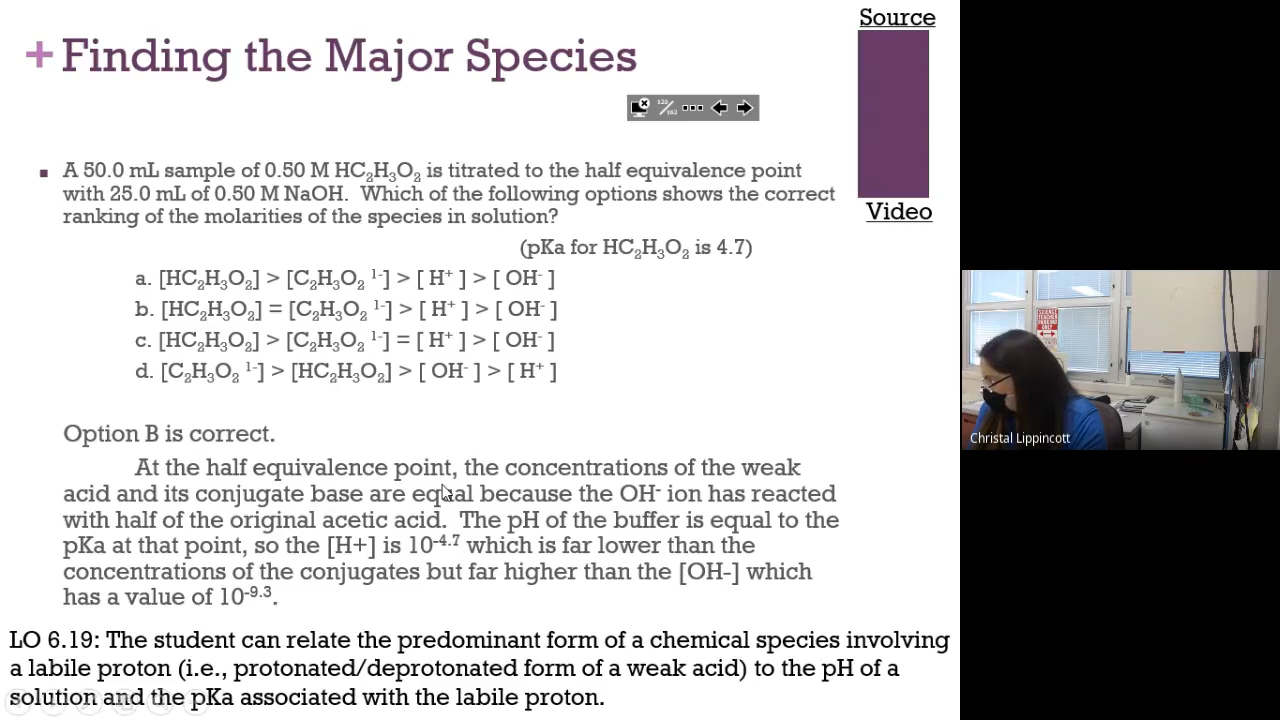 Source
+ Finding the Major Species
▪ A 50.0 mL sample of 0.50 M HC₂H₃O₂ is titrated to the half equivalence point
with 25.0 mL of 0.50 M NaOH. Which of the following options shows the correct
ranking of the molarities of the species in solution?
Video
(pKa for HC₂H₃O₂ is 4.7)
a. [HC₂H₃O₂] > [C₂H₃O₂ ¹⁻] > [ H⁺ ] > [ OH⁻ ]
b. [HC₂H₃O₂] = [C₂H₃O₂ ¹⁻] > [ H⁺ ] > [ OH⁻ ]
c. [HC₂H₃O₂] > [C₂H₃O₂ ¹⁻] = [ H⁺ ] > [ OH⁻ ]
d. [C₂H₃O₂ ¹⁻] > [HC₂H₃O₂] > [ OH⁻ ] > [ H⁺ ]
Option B is correct.
At the half equivalence point, the concentrations of the weak
acid and its conjugate base are equal because the OH⁻ ion has reacted
with half of the original acetic acid. The pH of the buffer is equal to the
pKa at that point, so the [H+] is 10⁻⁴·⁷ which is far lower than the
concentrations of the conjugates but far higher than the [OH-] which
has a value of 10⁻⁹·³.
LO 6.19: The student can relate the predominant form of a chemical species involving
a labile proton (i.e., protonated/deprotonated form of a weak acid) to the pH of a
solution and the pKa associated with the labile proton.
SCIENCE
TEACHER
PARKING
ONLY
Christal Lippincott